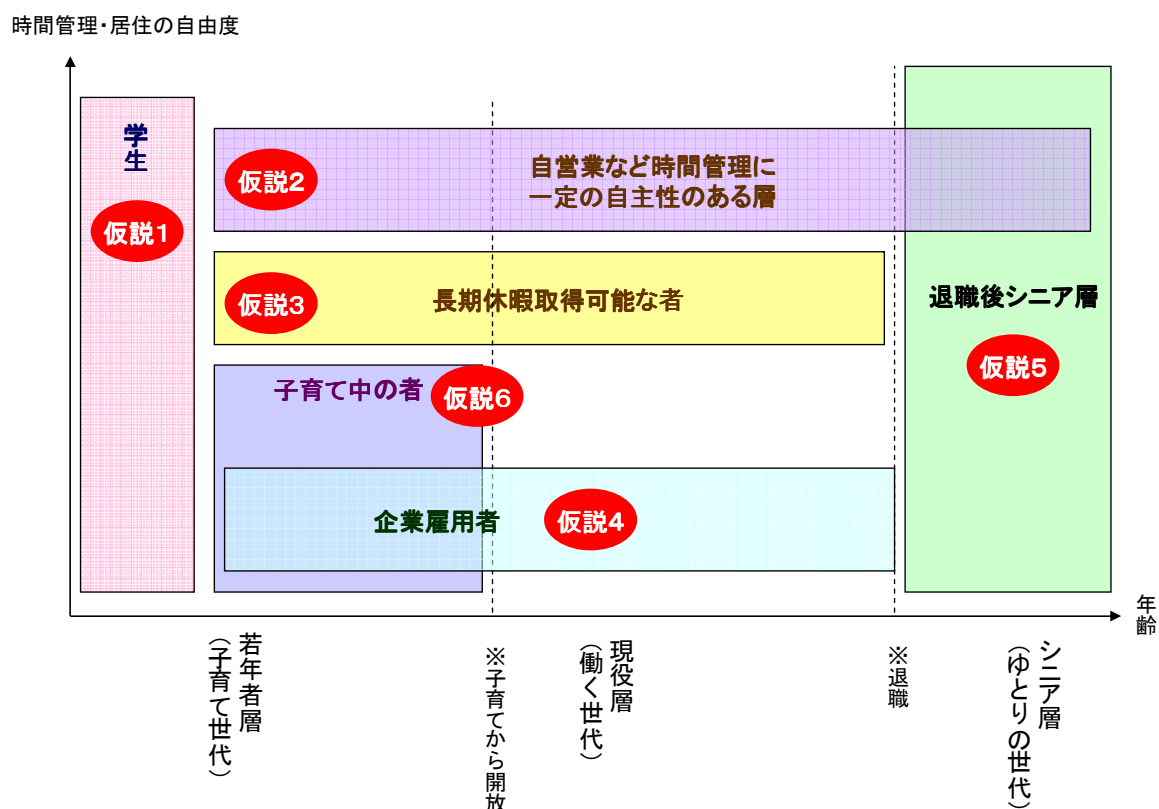 時間管理・居住の自由度
学生
仮説1
仮説2
自営業など時間管理に
一定の自主性のある層
仮説3
長期休暇取得可能な者
退職後シニア層
仮説5
子育て中の者
仮説6
企業雇用者
仮説4
年齢
若年者層
(子育て世代)
※子育てから開放
現役層
(働く世代)
※退職
シニア層
(ゆとりの世代)